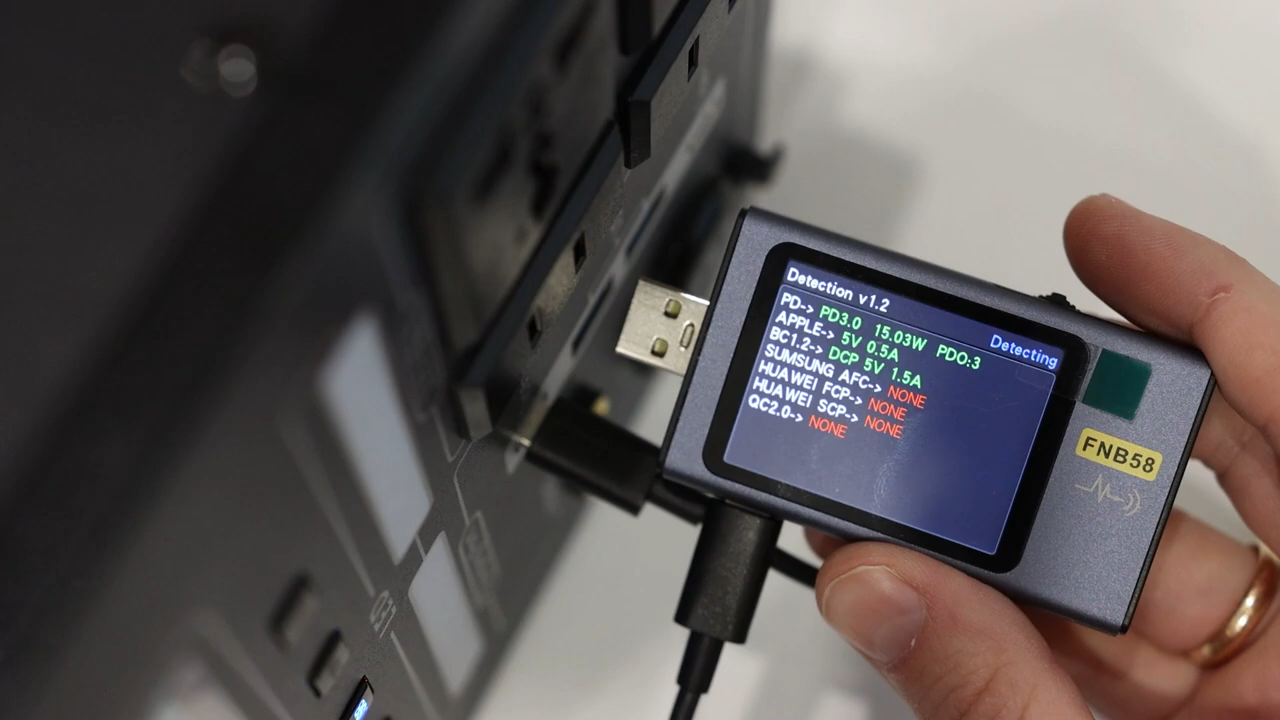 Detection v1.2
Detecting
PD-> PD3.0 15.03W PDO:3
APPLE-> 5V 0.5A
BC1.2-> DCP 5V 1.5A
SUMSUNG AFC-> NONE
HUAWEI FCP-> NONE
HUAWEI SCP-> NONE
QC2.0-> NONE
FNB58
LED